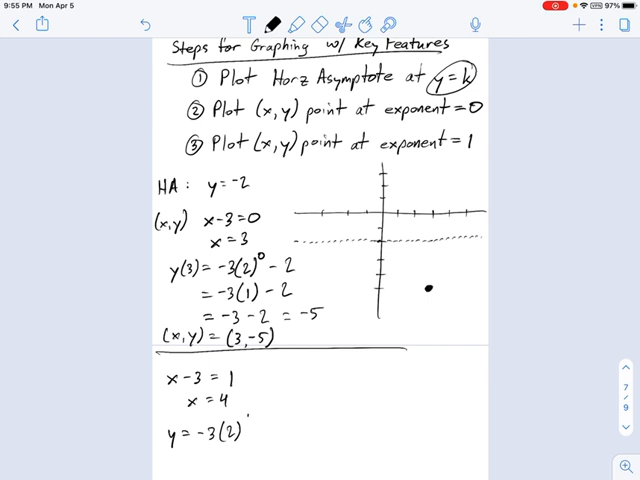 9:55 PM Mon Apr 5
VPN 97%
Steps for Graphing w/ Key Features
① Plot Horz Asymptote at y=k
② Plot (x,y) point at exponent=0
③ Plot (x,y) point at exponent=1
HA: y=-2
(x,y) x-3=0
x=3
y(3) = -3(2)⁰ - 2
= -3(1) - 2
= -3 - 2 = -5
(x,y) = (3,-5)
x-3 = 1
x = 4
y = -3(2)
7
/
9